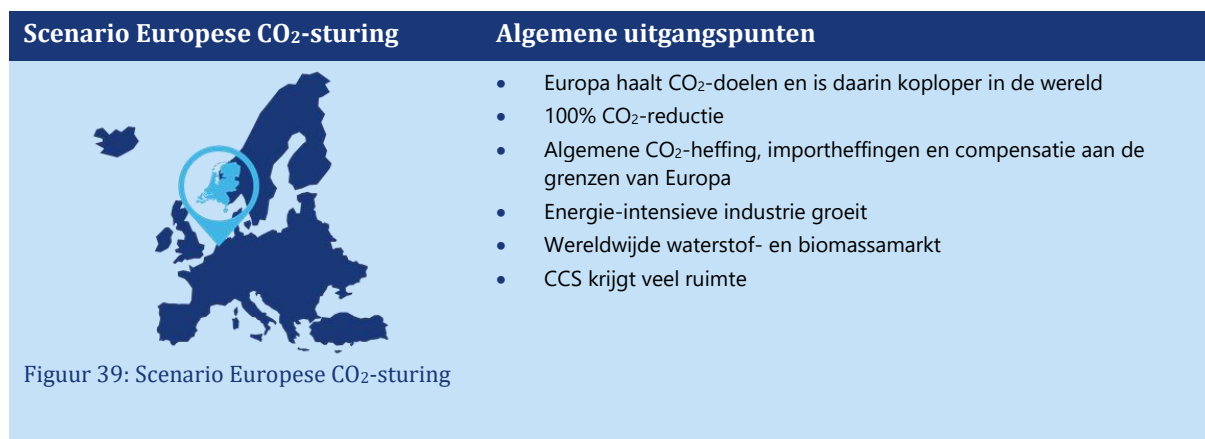 Scenario Europese CO₂-sturing
Algemene uitgangspunten
• Europa haalt CO₂-doelen en is daarin koploper in de wereld
• 100% CO₂-reductie
• Algemene CO₂-heffing, importheffingen en compensatie aan de
grenzen van Europa
• Energie-intensieve industrie groeit
• Wereldwijde waterstof- en biomassamarkt
• CCS krijgt veel ruimte
Figuur 39: Scenario Europese CO₂-sturing